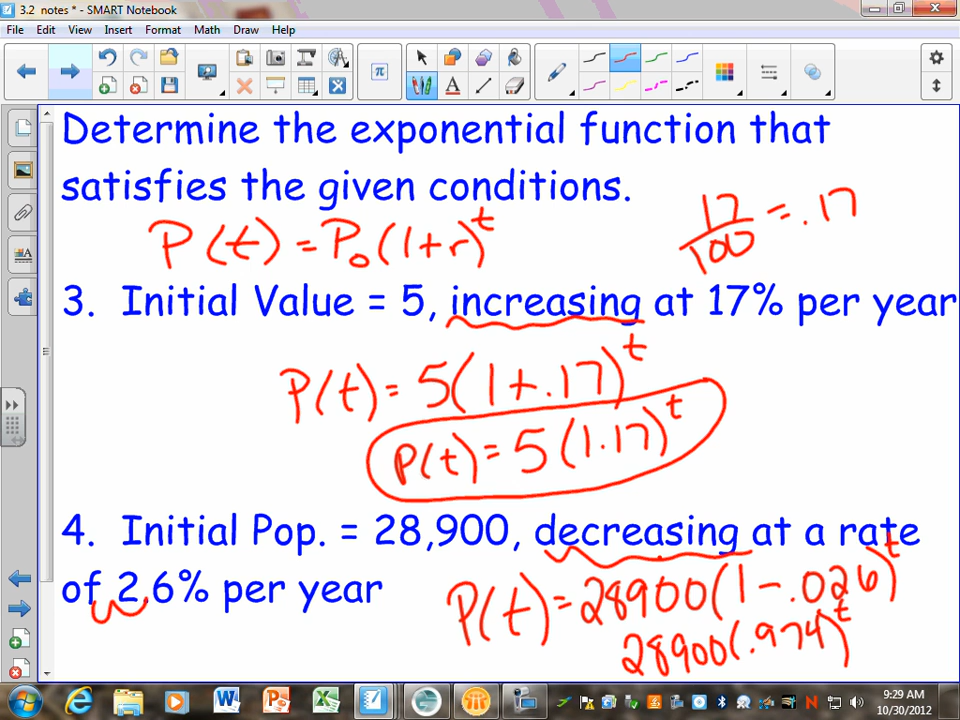 3.2 notes * - SMART Notebook
File Edit View Insert Format Math Draw Help
Determine the exponential function that
satisfies the given conditions.
P(t) = P₀(1+r)ᵗ
17/100 = .17
3. Initial Value = 5, increasing at 17% per year
P(t) = 5(1+.17)ᵗ
P(t) = 5(1.17)ᵗ
4. Initial Pop. = 28,900, decreasing at a rate
of 2.6% per year
P(t) = 28900(1-.026)ᵗ
28900(.974)ᵗ
9:29 AM
10/30/2012